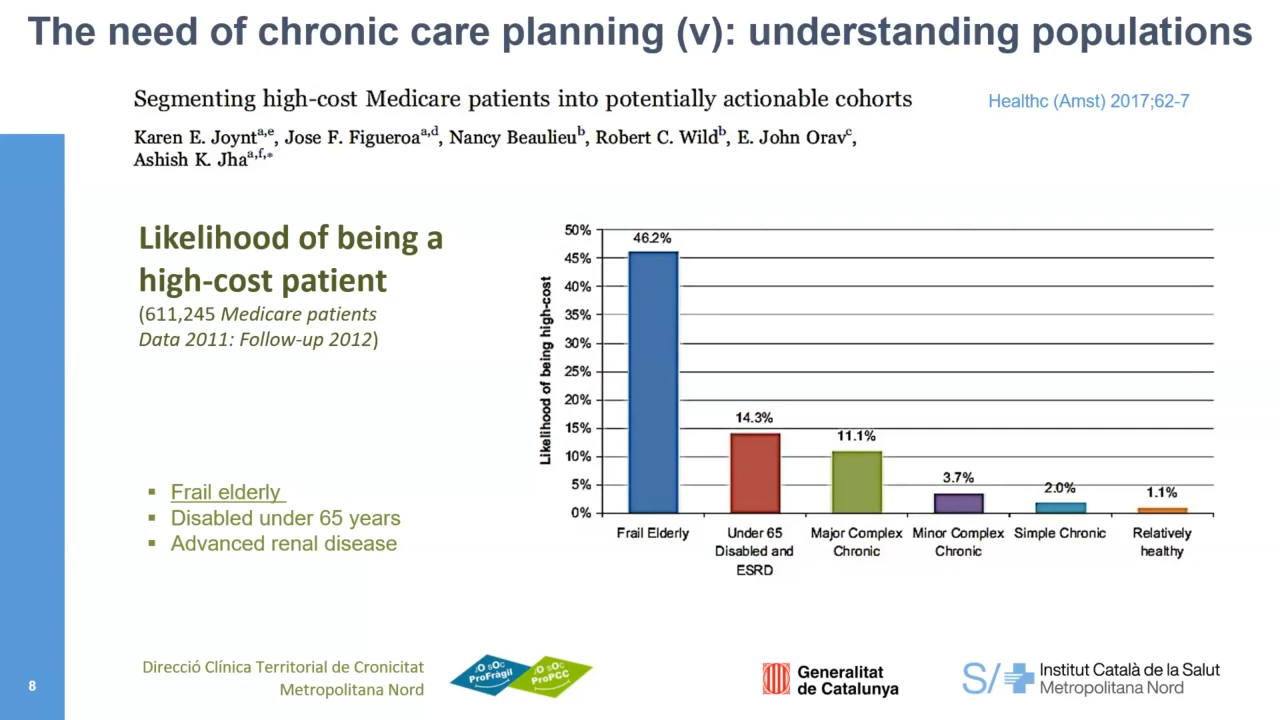 The need of chronic care planning (v): understanding populations
Segmenting high-cost Medicare patients into potentially actionable cohorts
Healthc (Amst) 2017;62-7
Karen E. Joynt a,e, Jose F. Figueroa a,d, Nancy Beaulieu b, Robert C. Wild b, E. John Orav c,
Ashish K. Jha a,f,*
Likelihood of being a
high-cost patient
(611,245 Medicare patients
Data 2011: Follow-up 2012)
▪ Frail elderly
▪ Disabled under 65 years
▪ Advanced renal disease
Likelihood of being high-cost
50%
45%
40%
35%
30%
25%
20%
15%
10%
5%
0%
46.2%
14.3%
11.1%
3.7%
2.0%
1.1%
Frail Elderly
Under 65
Disabled and
ESRD
Major Complex
Chronic
Minor Complex
Chronic
Simple Chronic
Relatively
healthy
8
Direcció Clínica Territorial de Cronicitat
Metropolitana Nord
JO SÓC
ProFràgil
JO SÓC
ProPCC
Generalitat
de Catalunya
S/
Institut Català de la Salut
Metropolitana Nord